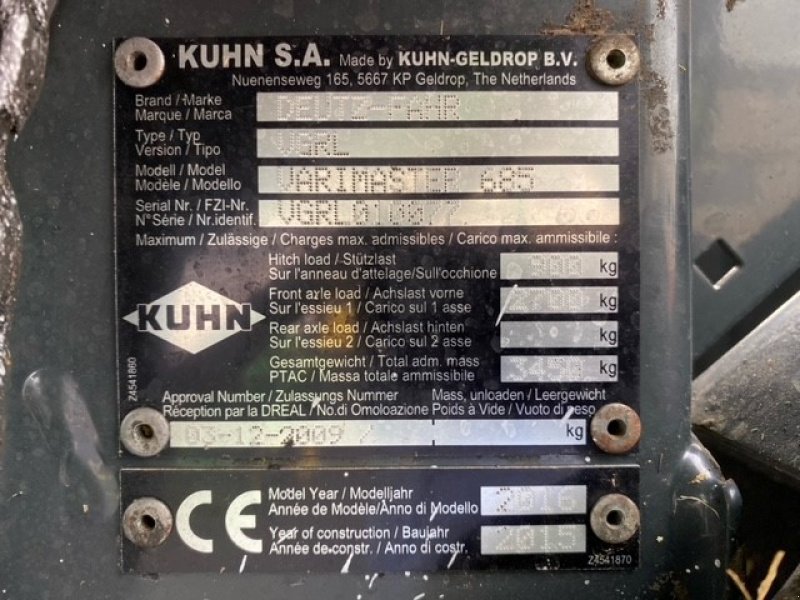 KUHN S.A. Made by KUHN-GELDROP B.V.
Nuenenseweg 165, 5667 KP Geldrop, The Netherlands
Brand / Marke
Marque / Marca
DEUTZ-FAHR
Type / Typ
Version / Tipo
VGRL
Modell / Model
Modèle / Modello
VARIMASTER 685
Serial Nr. / FZI-Nr.
N° Série / Nr.identif.
Maximum / Zulässige / Charges max. admissibles / Carico max. ammissibile :
Hitch load / Stützlast
Sur l'anneau d'attelage/Sull'occhione
900 kg
Front axle load / Achslast vorne
Sur l'essieu 1 / Carico sul 1 asse
kg
Rear axle load / Achslast hinten
Sur l'essieu 2 / Carico sul 2 asse
kg
Gesamtgewicht / Total adm. mass
PTAC / Massa totale ammissibile
kg
KUHN
Z4541860
Approval Number / Zulassungs Nummer Mass, unloaden / Leergewicht
Réception par la DREAL / No.di Omoloazione Poids à Vide / Vuoto di peso
03-12-2009/ kg
CE
Model Year / Modelljahr
Année de Modèle/Anno di Modello
2016
Year of construction / Baujahr
Année de constr. / Anno di costr.
2015
Z4541870